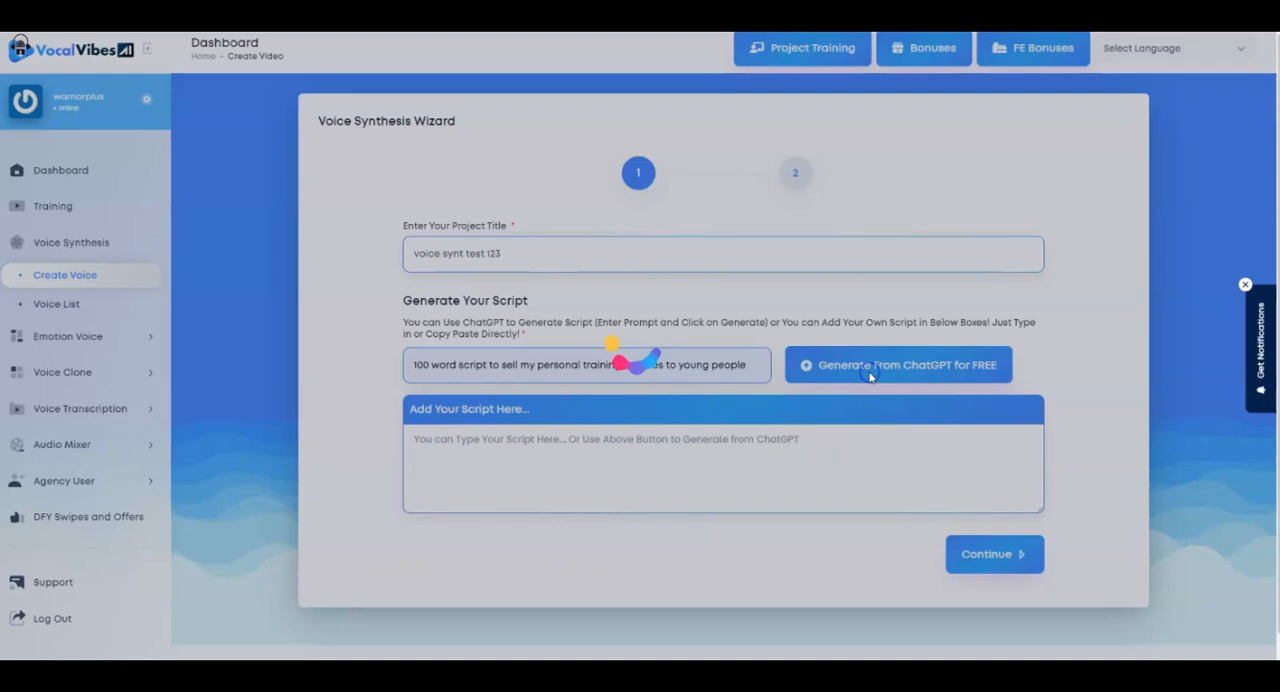 VocalVibes AI
Dashboard
Home - Create Video
Project Training
Bonuses
FE Bonuses
Select Language
warriorplus
• online
Dashboard
Training
Voice Synthesis
Create Voice
Voice List
Emotion Voice
Voice Clone
Voice Transcription
Audio Mixer
Agency User
DFY Swipes and Offers
Support
Log Out
Voice Synthesis Wizard
1
2
Enter Your Project Title *
voice synt test 123
Generate Your Script
You can Use ChatGPT to Generate Script (Enter Prompt and Click on Generate) or You can Add Your Own Script in Below Boxes! Just Type
in or Copy Paste Directly! *
100 word script to sell my personal trainin es to young people
Generate From ChatGPT for FREE
Add Your Script Here...
You can Type Your Script Here... Or Use Above Button to Generate from ChatGPT
Continue
Get Notifications